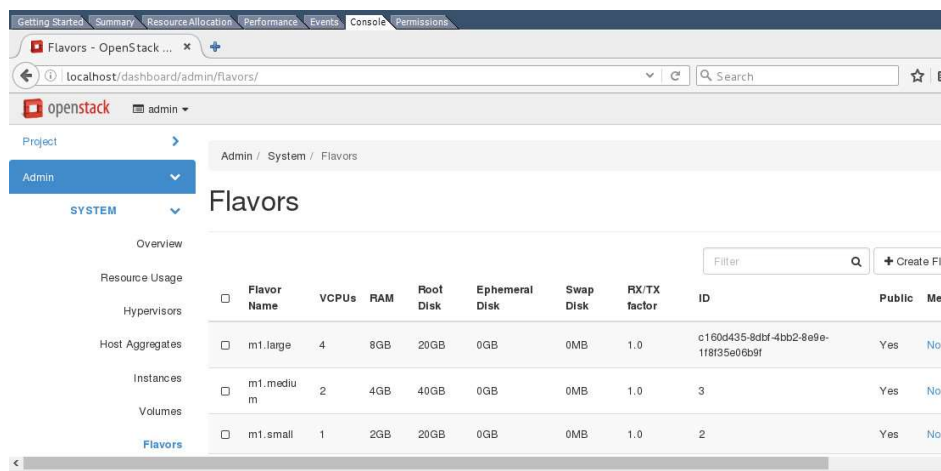 Getting Started Summary Resource Allocation Performance Events Console Permissions
Flavors - OpenStack ... ×
localhost/dashboard/admin/flavors/
Search
openstack admin
Project
Admin
SYSTEM
Overview
Resource Usage
Hypervisors
Host Aggregates
Instances
Volumes
Flavors
Admin / System / Flavors
Flavors
Filter
+ Create Fl
Flavor Name VCPUs RAM Root Disk Ephemeral Disk Swap Disk RX/TX factor ID Public Me
m1.large 4 8GB 20GB 0GB 0MB 1.0 c160d435-8dbf-4bb2-8e9e-1f8f35e06b9f Yes No
m1.medium 2 4GB 40GB 0GB 0MB 1.0 3 Yes No
m1.small 1 2GB 20GB 0GB 0MB 1.0 2 Yes No